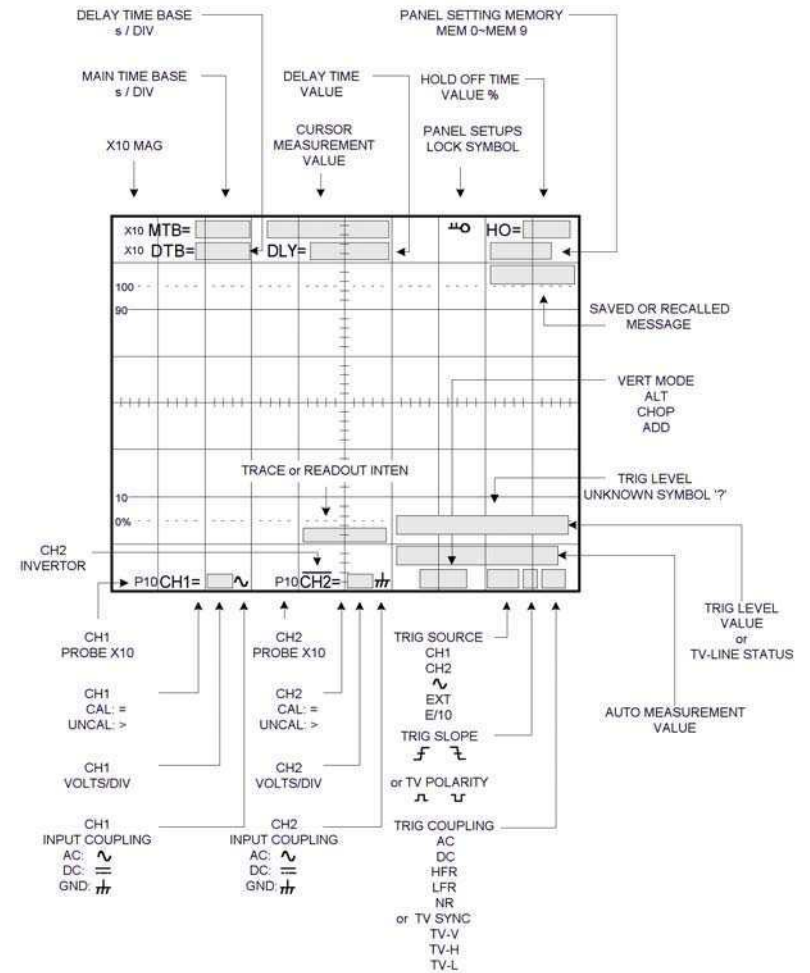 DELAY TIME BASE
s / DIV
PANEL SETTING MEMORY
MEM 0~MEM 9
MAIN TIME BASE
s / DIV
DELAY TIME
VALUE
HOLD OFF TIME
VALUE %
X10 MAG
CURSOR
MEASUREMENT
VALUE
PANEL SETUPS
LOCK SYMBOL
X10 MTB=
HO=
X10 DTB=
DLY=
100
90
SAVED OR RECALLED
MESSAGE
VERT MODE
ALT
CHOP
ADD
TRACE or READOUT INTEN
TRIG LEVEL
UNKNOWN SYMBOL '?'
10
0%
CH2
INVERTOR
P10 CH1=
P10 CH2=
TRIG LEVEL
VALUE
or
TV-LINE STATUS
CH1
PROBE X10
CH2
PROBE X10
TRIG SOURCE
CH1
CH2
EXT
E/10
CH1
CAL: =
UNCAL: >
CH2
CAL: =
UNCAL: >
AUTO MEASUREMENT
VALUE
TRIG SLOPE
CH1
VOLTS/DIV
CH2
VOLTS/DIV
or TV POLARITY
CH1
INPUT COUPLING
AC:
DC:
GND:
CH2
INPUT COUPLING
AC:
DC:
GND:
TRIG COUPLING
AC
DC
HFR
LFR
NR
or TV SYNC
TV-V
TV-H
TV-L